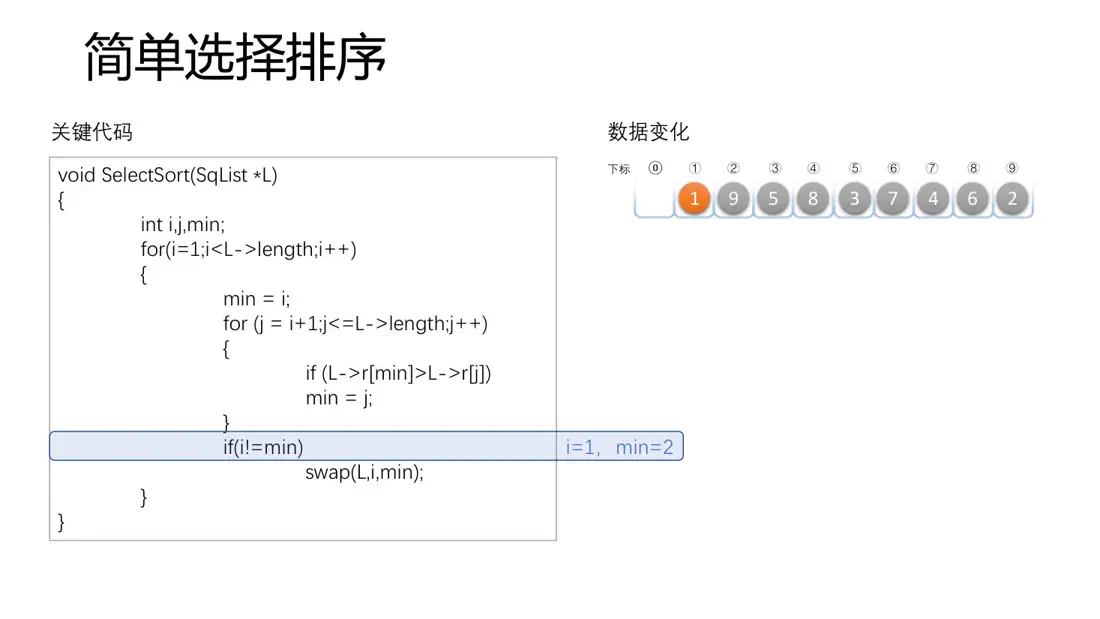 简单选择排序
关键代码
数据变化
void SelectSort(SqList *L)
{
int i,j,min;
for(i=1;i<L->length;i++)
{
min = i;
for (j = i+1;j<=L->length;j++)
{
if (L->r[min]>L->r[j])
min = j;
}
if(i!=min) i=1, min=2
swap(L,i,min);
}
}
下标 ⓪ ① ② ③ ④ ⑤ ⑥ ⑦ ⑧ ⑨
1 9 5 8 3 7 4 6 2